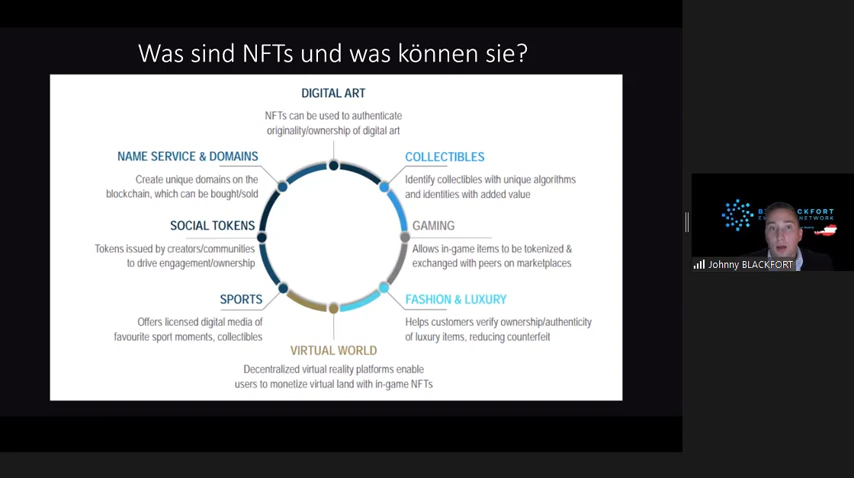 Was sind NFTs und was können sie?
DIGITAL ART
NFTs can be used to authenticate
originality/ownership of digital art
NAME SERVICE & DOMAINS
Create unique domains on the
blockchain, which can be bought/sold
COLLECTIBLES
Identify collectibles with unique algorithms
and identities with added value
SOCIAL TOKENS
Tokens issued by creators/communities
to drive engagement/ownership
GAMING
Allows in-game items to be tokenized &
exchanged with peers on marketplaces
SPORTS
Offers licensed digital media of
favourite sport moments, collectibles
FASHION & LUXURY
Helps customers verify ownership/authenticity
of luxury items, reducing counterfeit
VIRTUAL WORLD
Decentralized virtual reality platforms enable
users to monetize virtual land with in-game NFTs
Johnny BLACKFORT